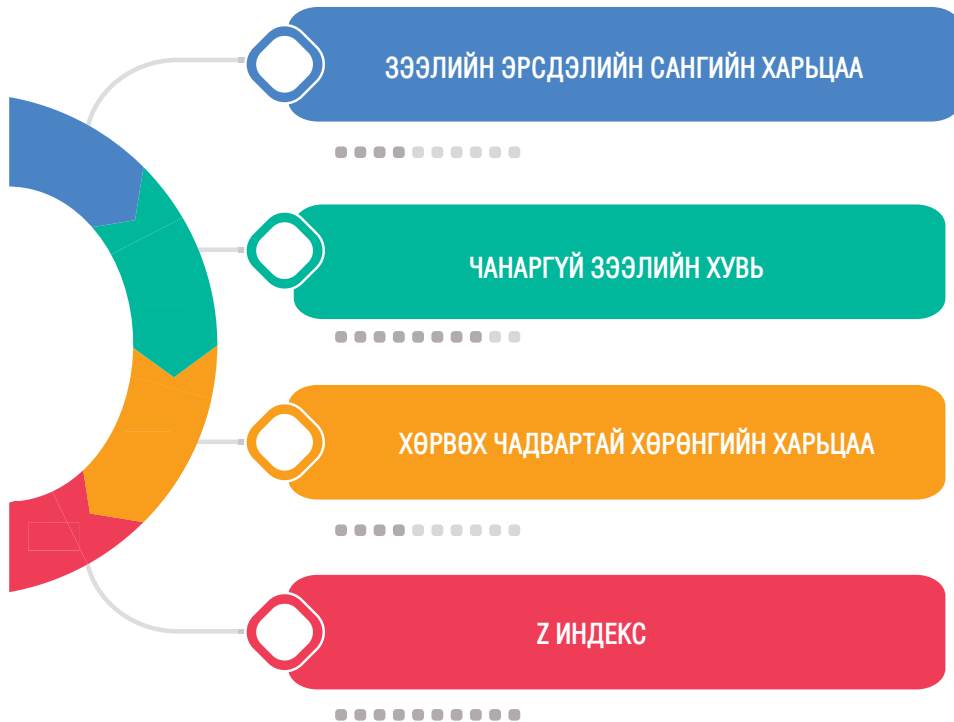 ЗЭЭЛИЙН ЭРСДЭЛИЙН САНГИЙН ХАРЬЦАА
ЧАНАРГҮЙ ЗЭЭЛИЙН ХУВЬ
ХӨРВӨХ ЧАДВАРТАЙ ХӨРӨНГИЙН ХАРЬЦАА
Z ИНДЕКС